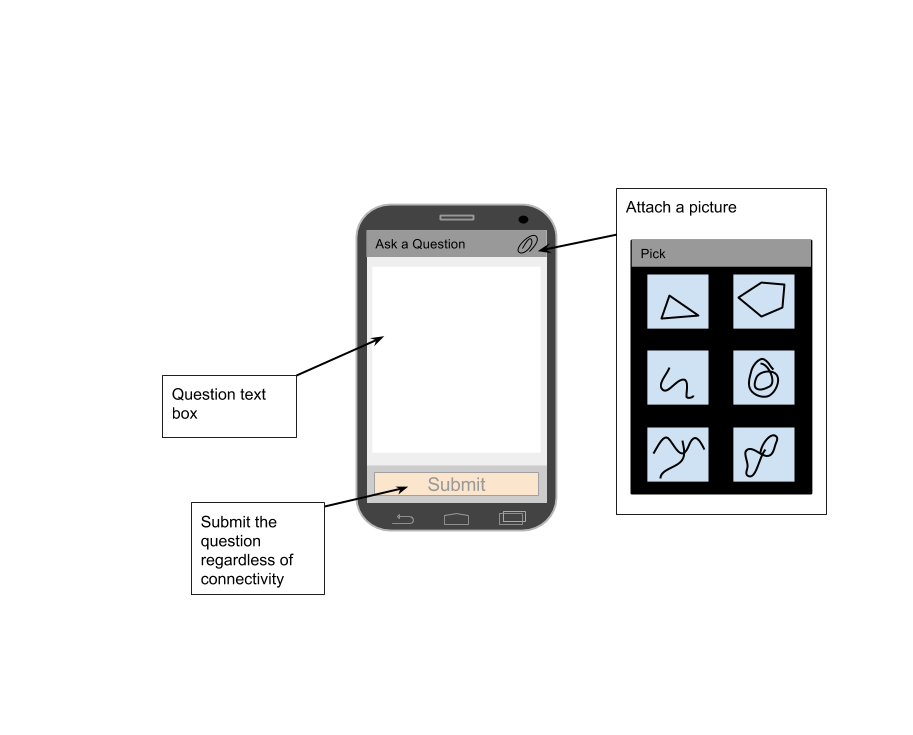 Attach a picture
Pick
Ask a Question
Question text
box
Submit
Submit the
question
regardless of
connectivity